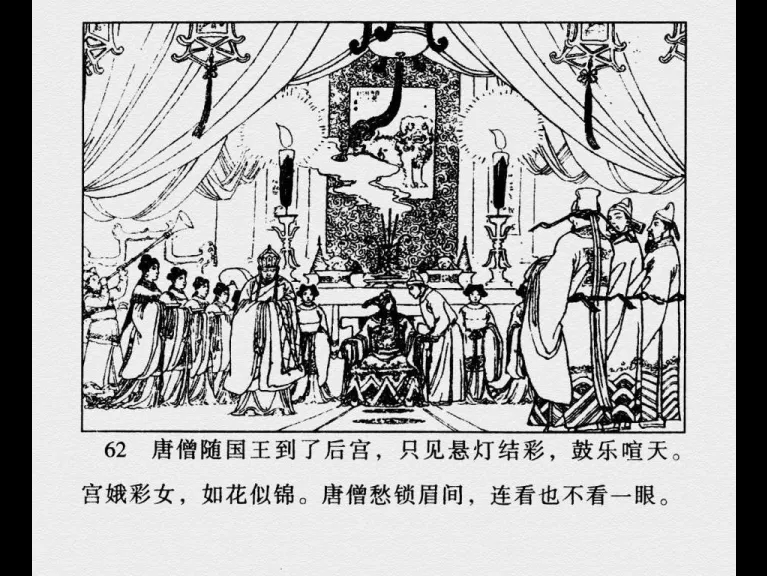 62 唐僧随国王到了后宫，只见悬灯结彩，鼓乐喧天。
宫娥彩女，如花似锦。唐僧愁锁眉间，连看也不看一眼。